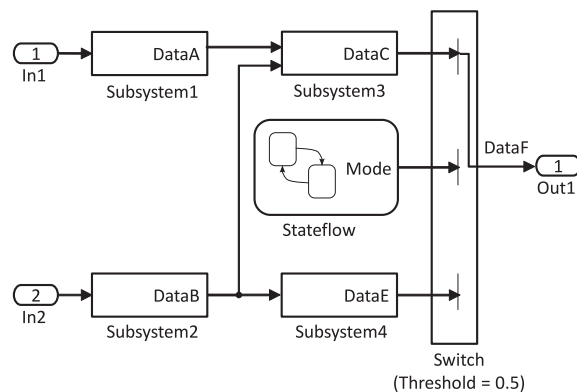 1
In1
DataA
Subsystem1
DataC
Subsystem3
Mode
Stateflow
DataF
1
Out1
2
In2
DataB
Subsystem2
DataE
Subsystem4
Switch
(Threshold = 0.5)